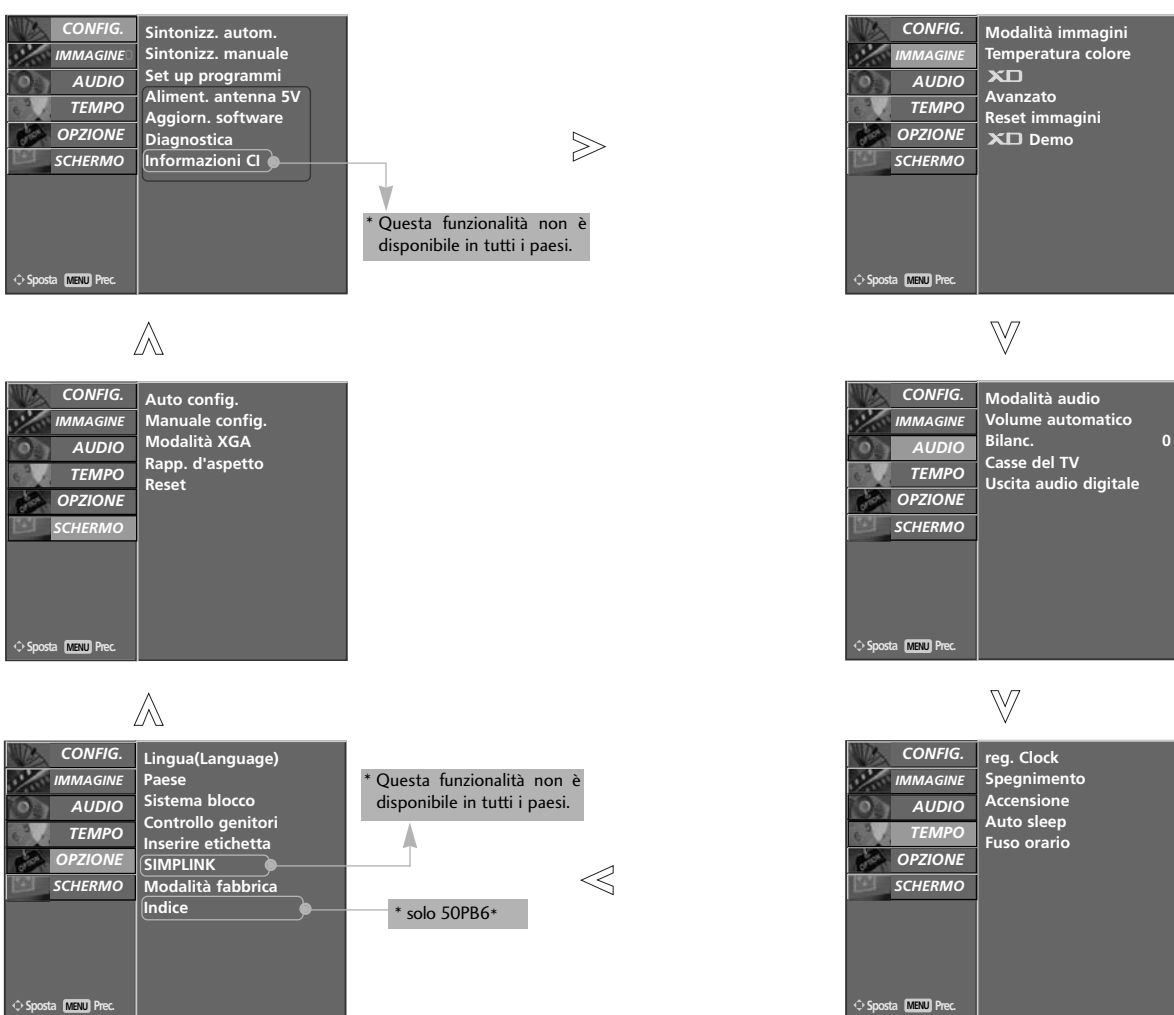 CONFIG.
IMMAGINE
AUDIO
TEMPO
OPZIONE
SCHERMO
Sintonizz. autom.
Sintonizz. manuale
Set up programmi
Aliment. antenna 5V
Aggiorn. software
Diagnostica
Informazioni CI
Sposta MENU Prec.
* Questa funzionalità non è
disponibile in tutti i paesi.
CONFIG.
IMMAGINE
AUDIO
TEMPO
OPZIONE
SCHERMO
Modalità immagini
Temperatura colore
XD
Avanzato
Reset immagini
XD Demo
Sposta MENU Prec.
CONFIG.
IMMAGINE
AUDIO
TEMPO
OPZIONE
SCHERMO
Auto config.
Manuale config.
Modalità XGA
Rapp. d'aspetto
Reset
Sposta MENU Prec.
CONFIG.
IMMAGINE
AUDIO
TEMPO
OPZIONE
SCHERMO
Modalità audio
Volume automatico
Bilanc. 0
Casse del TV
Uscita audio digitale
Sposta MENU Prec.
CONFIG.
IMMAGINE
AUDIO
TEMPO
OPZIONE
SCHERMO
Lingua(Language)
Paese
Sistema blocco
Controllo genitori
Inserire etichetta
SIMPLINK
Modalità fabbrica
Indice
Sposta MENU Prec.
* Questa funzionalità non è
disponibile in tutti i paesi.
* solo 50PB6*
CONFIG.
IMMAGINE
AUDIO
TEMPO
OPZIONE
SCHERMO
reg. Clock
Spegnimento
Accensione
Auto sleep
Fuso orario
Sposta MENU Prec.